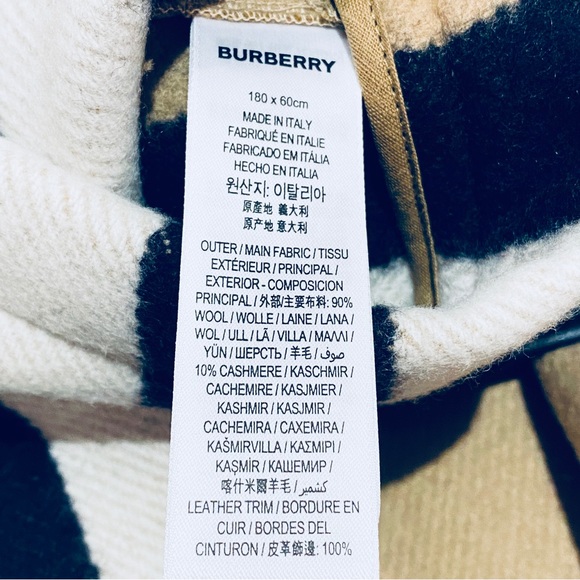 BURBERRY
180 x 60cm
MADE IN ITALY
FABRIQUÉ EN ITALIE
FABRICADO EM ITÁLIA
HECHO EN ITALIA
원산지: 이탈리아
原產地 義大利
原产地 意大利
OUTER / MAIN FABRIC / TISSU
EXTÉRIEUR / PRINCIPAL /
EXTERIOR - COMPOSICION
PRINCIPAL / 外部/主要布料: 90%
WOOL / WOLLE / LAINE / LANA /
WOL / ULL / LÃ / VILLA / ΜΑΛΛΙ /
YÜN / ШЕРСТЬ / 羊毛 / صوف
10% CASHMERE / KASCHMIR /
CACHEMIRE / KASJMIER /
KASHMIR / KASJMIR /
CACHEMIRA / CAXEMIRA /
KAŠMIRVILLA / ΚΑΣΜΙΡΙ /
KAŞMİR / КАШЕМИР /
喀什米爾羊毛 / كشمير
LEATHER TRIM / BORDURE EN
CUIR / BORDES DEL
CINTURON / 皮革飾邊: 100%